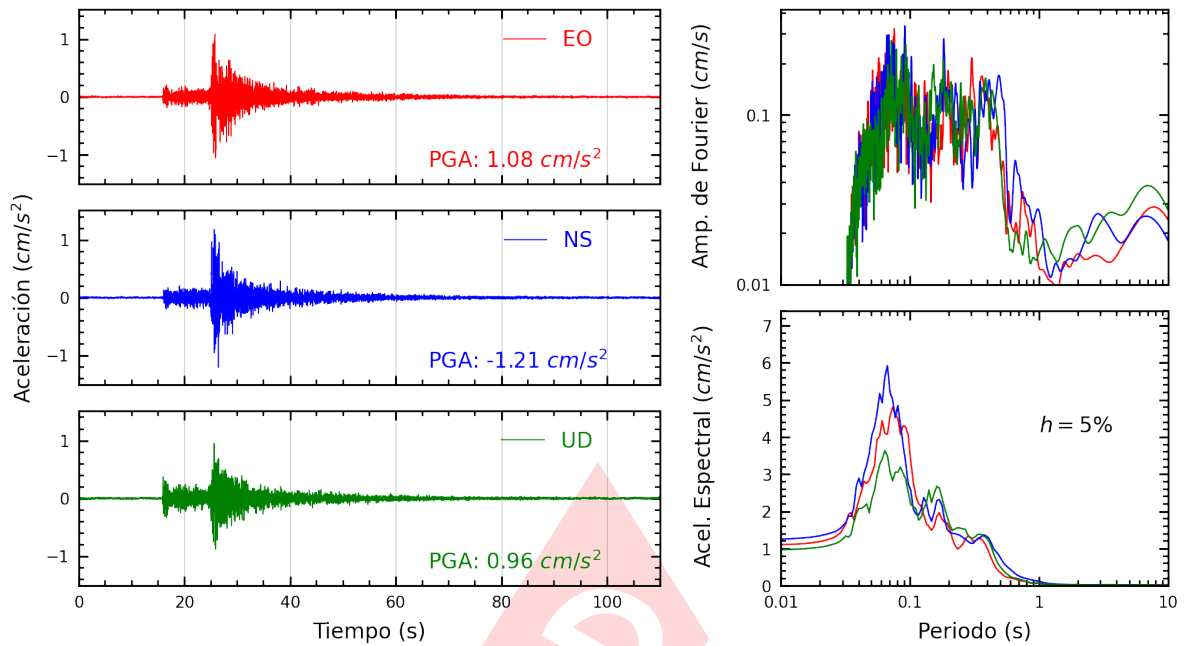 Aceleración (cm/s²)
1
0
−1
EO
PGA: 1.08 cm/s²
1
0
−1
NS
PGA: -1.21 cm/s²
1
0
−1
UD
PGA: 0.96 cm/s²
0 20 40 60 80 100
Tiempo (s)
Amp. de Fourier (cm/s)
0.1
0.01
Acel. Espectral (cm/s²)
7
6
5
4
3
2
1
0
h = 5%
0.01 0.1 1 10
Periodo (s)